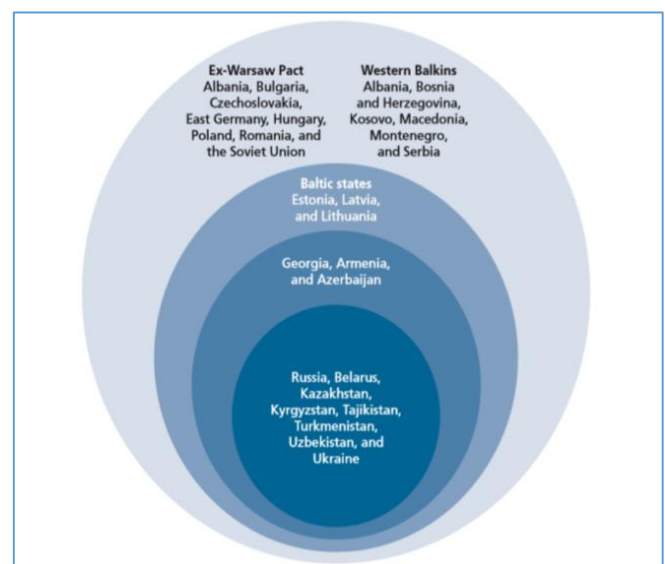 Ex-Warsaw Pact
Albania, Bulgaria,
Czechoslovakia,
East Germany, Hungary,
Poland, Romania, and
the Soviet Union
Western Balkins
Albania, Bosnia
and Herzegovina,
Kosovo, Macedonia,
Montenegro,
and Serbia
Baltic states
Estonia, Latvia,
and Lithuania
Georgia, Armenia,
and Azerbaijan
Russia, Belarus,
Kazakhstan,
Kyrgyzstan, Tajikistan,
Turkmenistan,
Uzbekistan, and
Ukraine